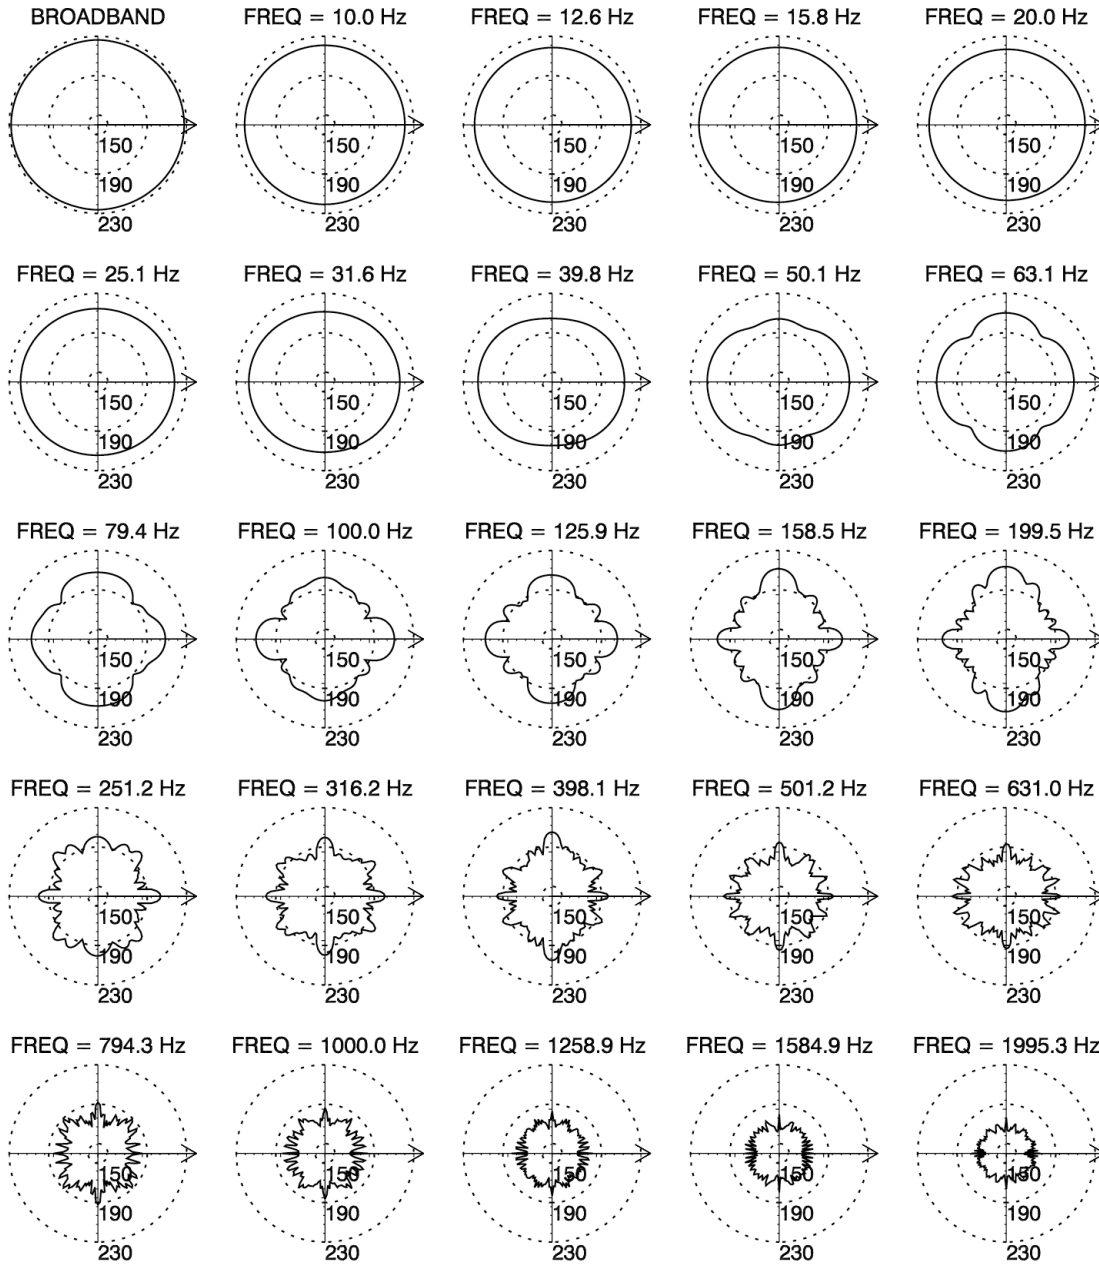 BROADBAND FREQ = 10.0 Hz FREQ = 12.6 Hz FREQ = 15.8 Hz FREQ = 20.0 Hz
150 150 150 150 150
190 190 190 190 190
230 230 230 230 230
FREQ = 25.1 Hz FREQ = 31.6 Hz FREQ = 39.8 Hz FREQ = 50.1 Hz FREQ = 63.1 Hz
150 150 150 150 150
190 190 190 190 190
230 230 230 230 230
FREQ = 79.4 Hz FREQ = 100.0 Hz FREQ = 125.9 Hz FREQ = 158.5 Hz FREQ = 199.5 Hz
150 150 150 150 150
190 190 190 190 190
230 230 230 230 230
FREQ = 251.2 Hz FREQ = 316.2 Hz FREQ = 398.1 Hz FREQ = 501.2 Hz FREQ = 631.0 Hz
150 150 150 150 150
190 190 190 190 190
230 230 230 230 230
FREQ = 794.3 Hz FREQ = 1000.0 Hz FREQ = 1258.9 Hz FREQ = 1584.9 Hz FREQ = 1995.3 Hz
150 150 150 150 150
190 190 190 190 190
230 230 230 230 230